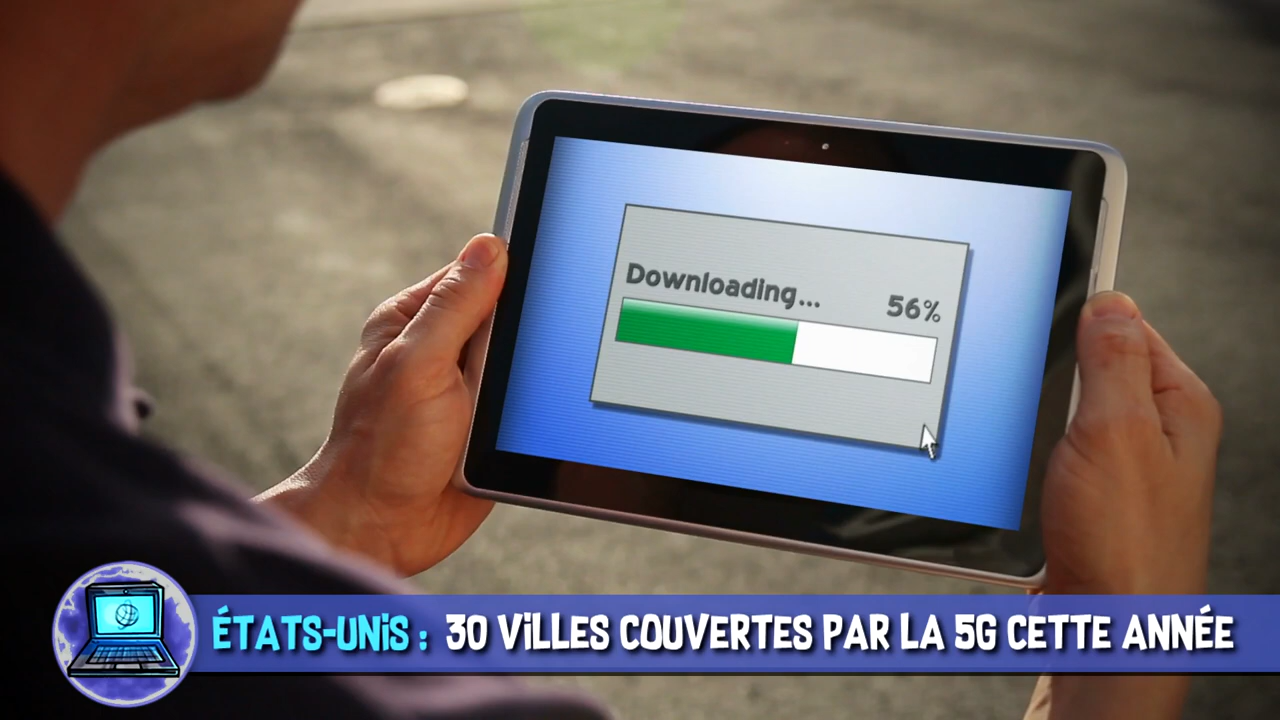 Downloading... 56%
ÉTATS-UNIS : 30 VILLES COUVERTES PAR LA 5G CETTE ANNÉE